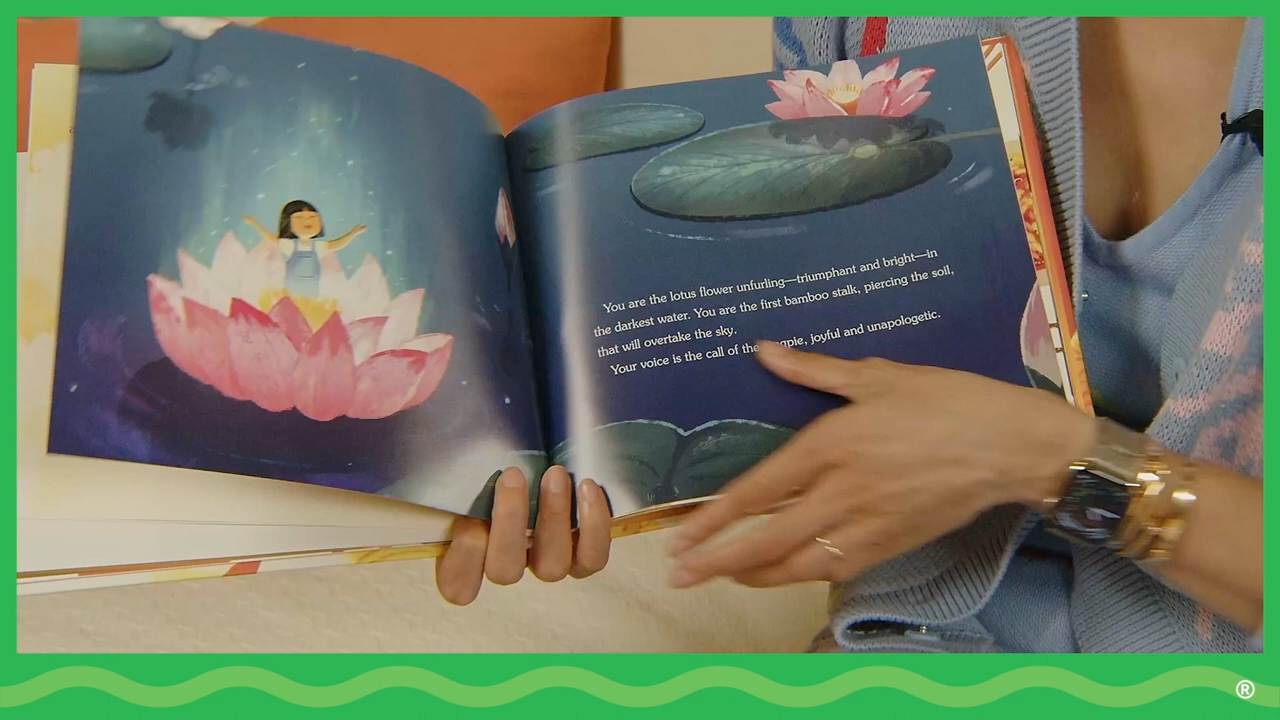 You are the lotus flower unfurling—triumphant and bright—in
the darkest water. You are the first bamboo stalk, piercing the soil,
that will overtake the sky.
Your voice is the call of the magpie, joyful and unapologetic.
®